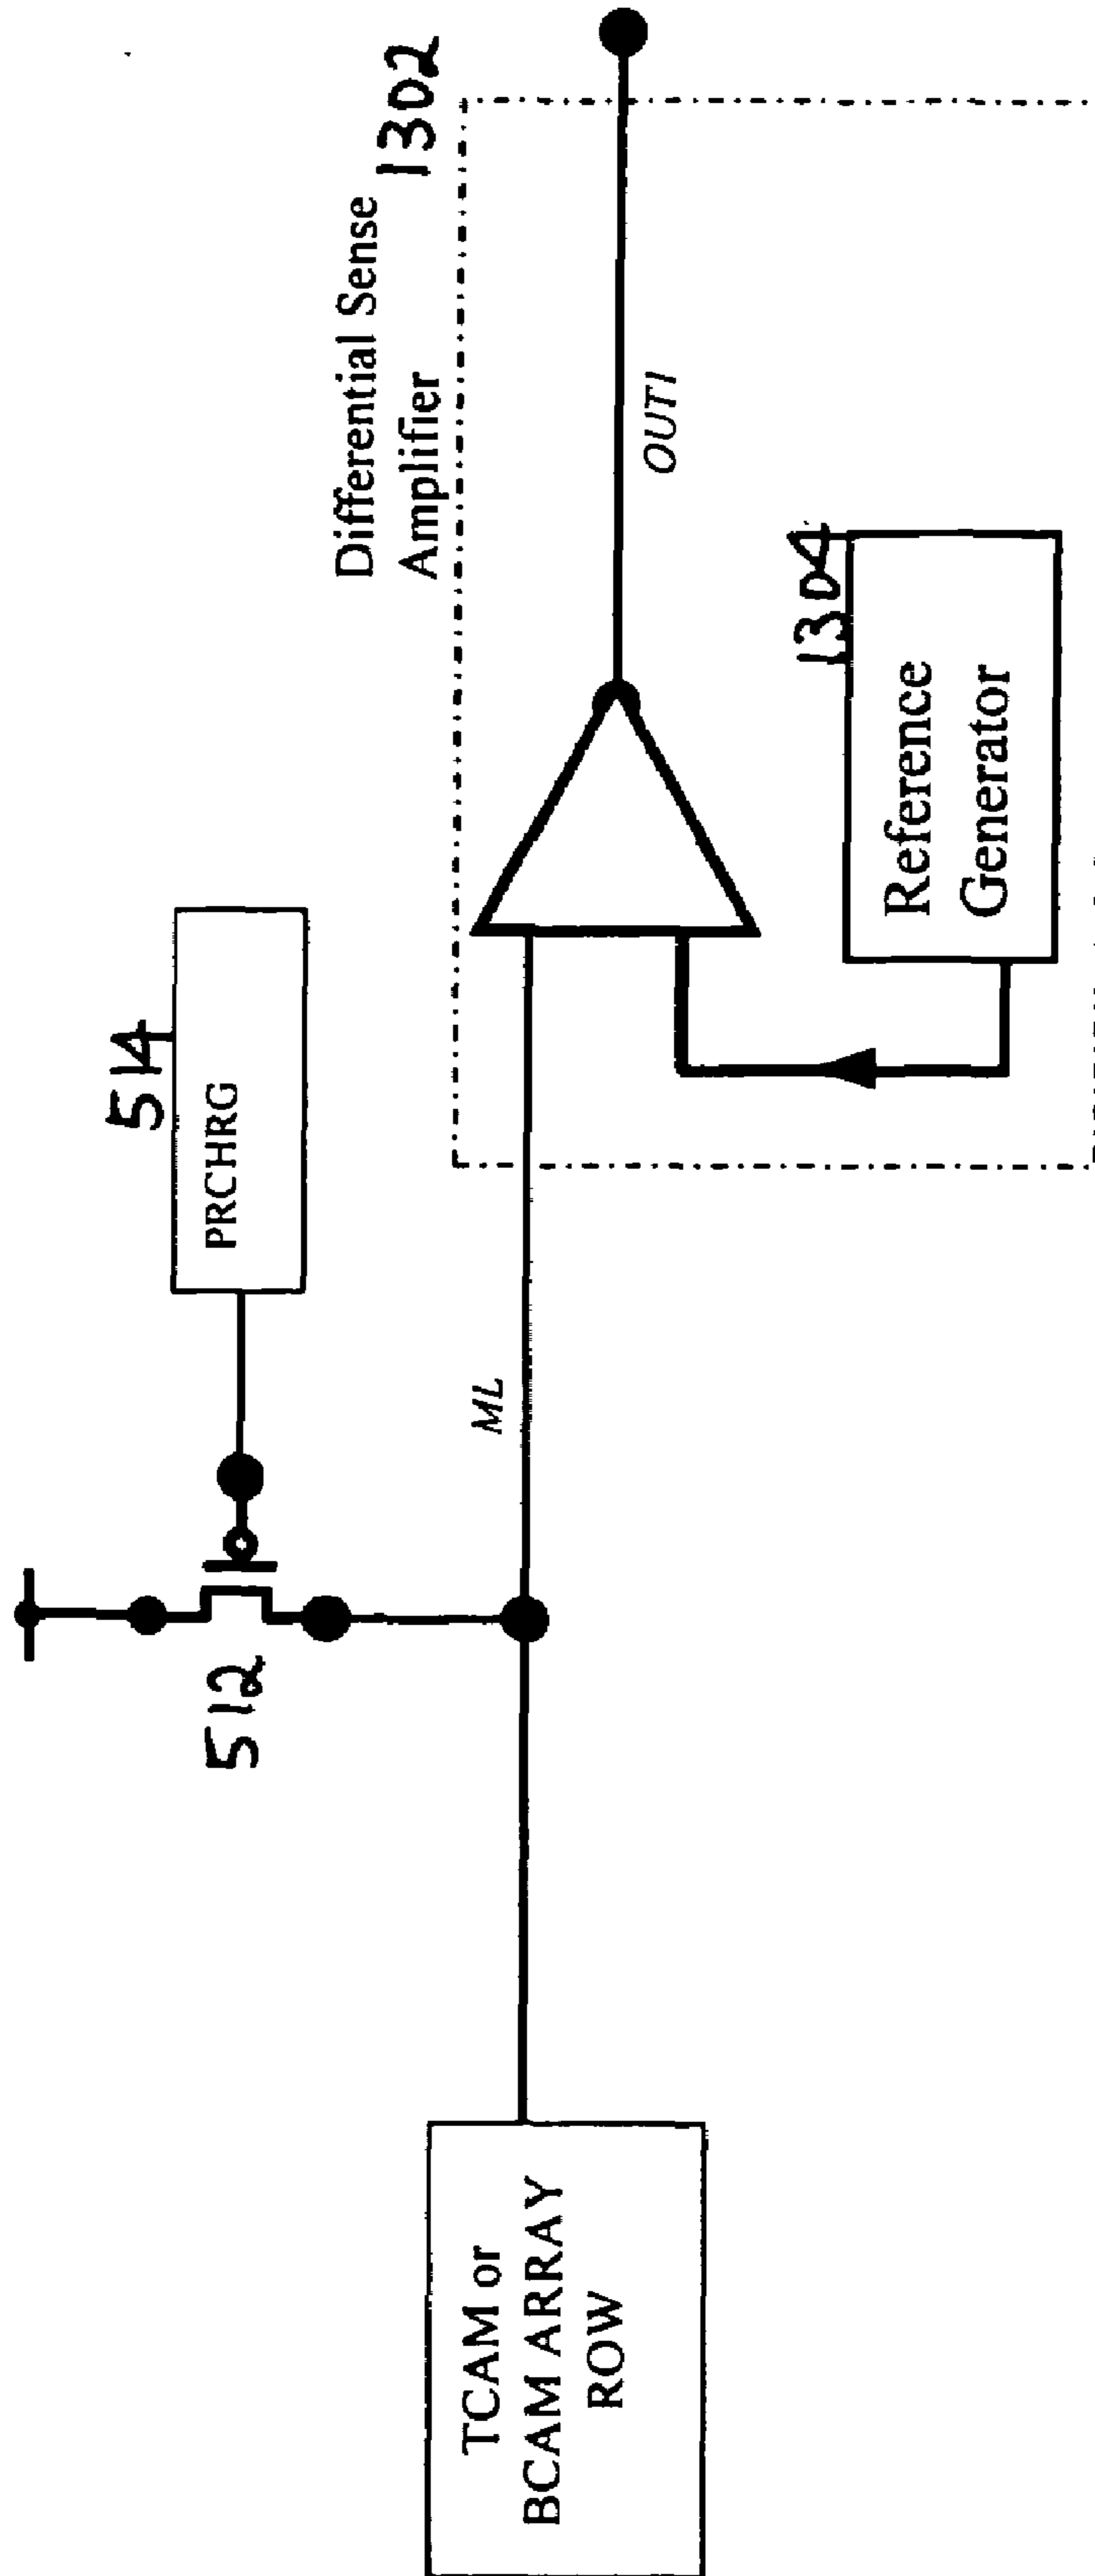 514
PRCHRG
512
Differential Sense
Amplifier
1302
ML
OUT1
1304
Reference
Generator
TCAM or
BCAM ARRAY
ROW